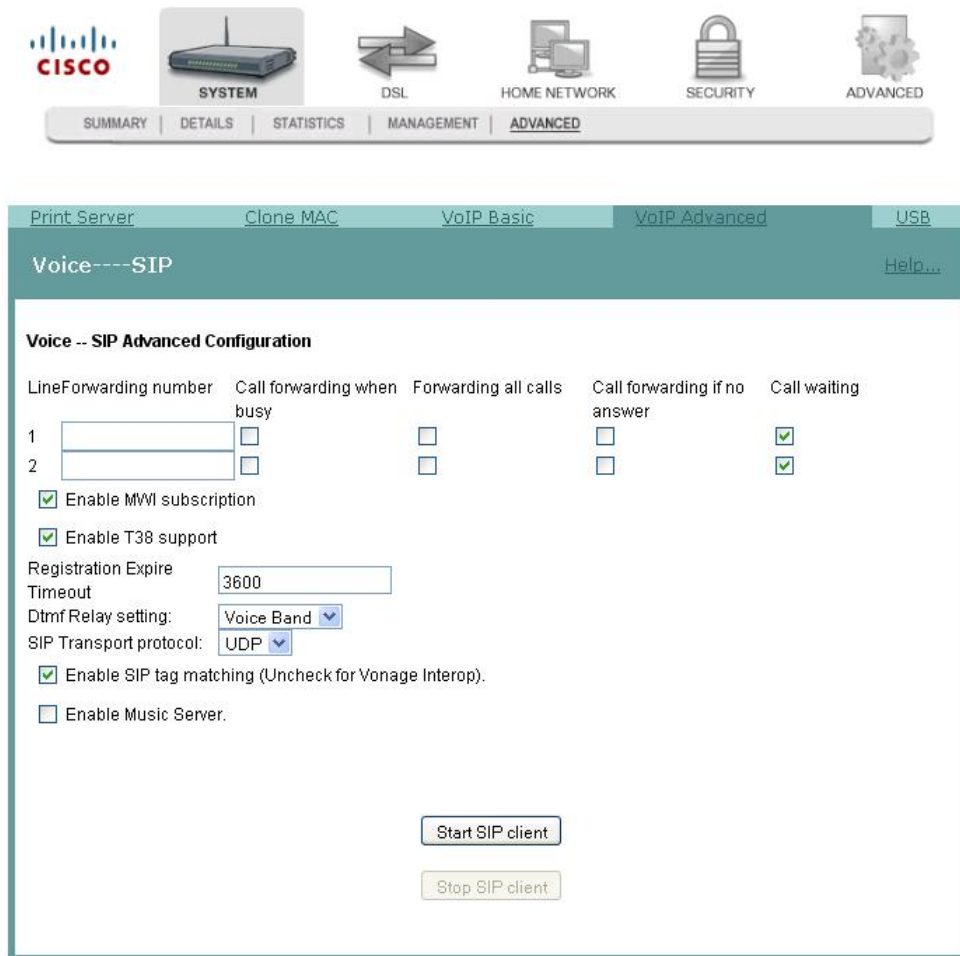 CISCO
SYSTEM DSL HOME NETWORK SECURITY ADVANCED
SUMMARY | DETAILS | STATISTICS | MANAGEMENT | ADVANCED
Print Server Clone MAC VoIP Basic VoIP Advanced USB
Voice----SIP Help...
Voice -- SIP Advanced Configuration
LineForwarding number Call forwarding when Forwarding all calls Call forwarding if no Call waiting
busy answer
1
2
Enable MWI subscription
Enable T38 support
Registration Expire
Timeout 3600
Dtmf Relay setting: Voice Band
SIP Transport protocol: UDP
Enable SIP tag matching (Uncheck for Vonage Interop).
Enable Music Server.
Start SIP client
Stop SIP client